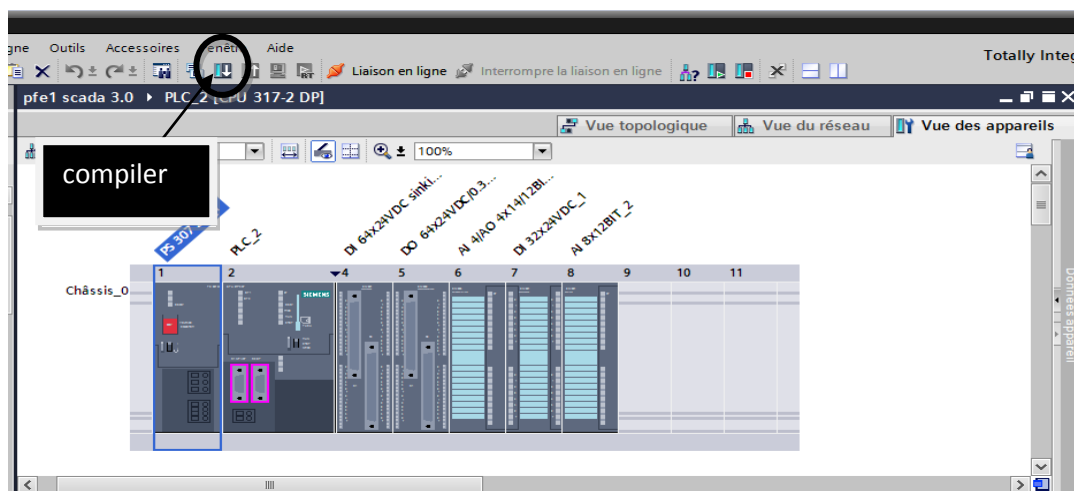 gne Outils Accessoires enêtr Aide
Totally Integ
Liaison en ligne Interrompre la liaison en ligne
pfe1 scada 3.0 PLC_2 [CPU 317-2 DP]
Vue topologique Vue du réseau Vue des appareils
100%
compiler
PS 307
PLC_2
DI 64x24VDC sinki...
DO 64x24VDC/0.3...
AI 4/AO 4x14/12BI...
DI 32x24VDC_1
AI 8x12BIT_2
1 2 4 5 6 7 8 9 10 11
Châssis_0
SIEMENS
Données appareil